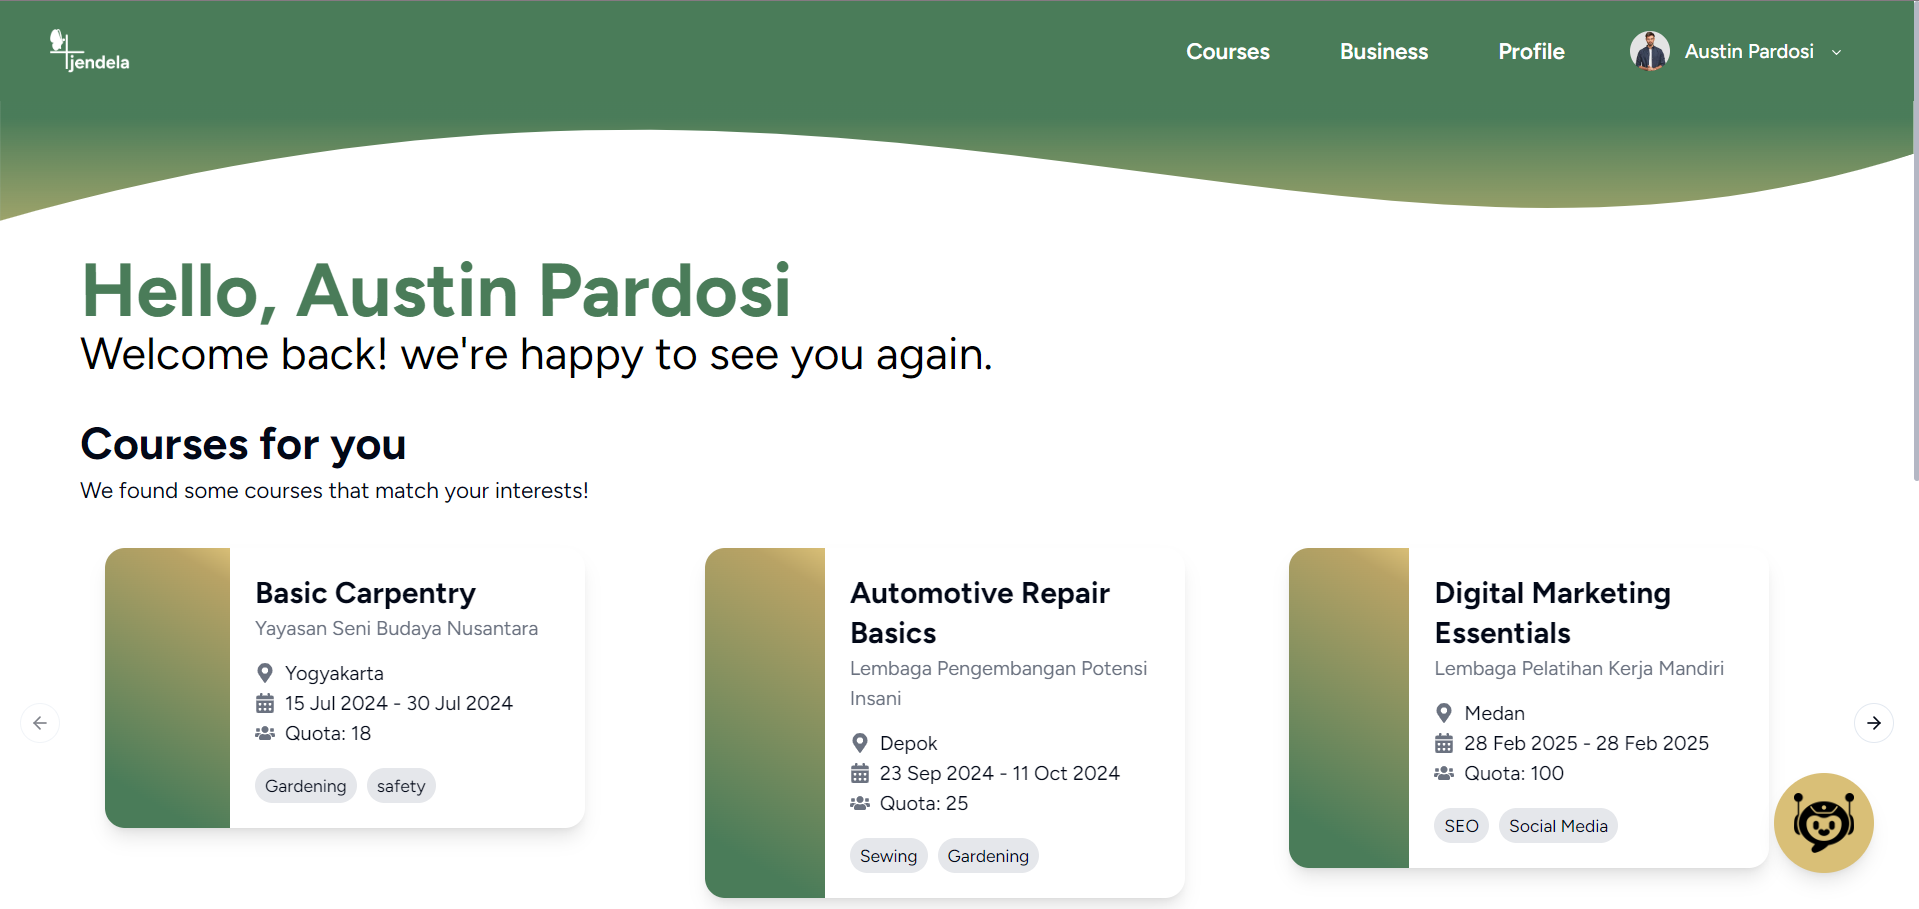 jendela
Courses
Business
Profile
Austin Pardosi
Hello, Austin Pardosi
Welcome back! we're happy to see you again.
Courses for you
We found some courses that match your interests!
Basic Carpentry
Yayasan Seni Budaya Nusantara
Yogyakarta
15 Jul 2024 - 30 Jul 2024
Quota: 18
Gardening
safety
Automotive Repair
Basics
Lembaga Pengembangan Potensi
Insani
Depok
23 Sep 2024 - 11 Oct 2024
Quota: 25
Sewing
Gardening
Digital Marketing
Essentials
Lembaga Pelatihan Kerja Mandiri
Medan
28 Feb 2025 - 28 Feb 2025
Quota: 100
SEO
Social Media